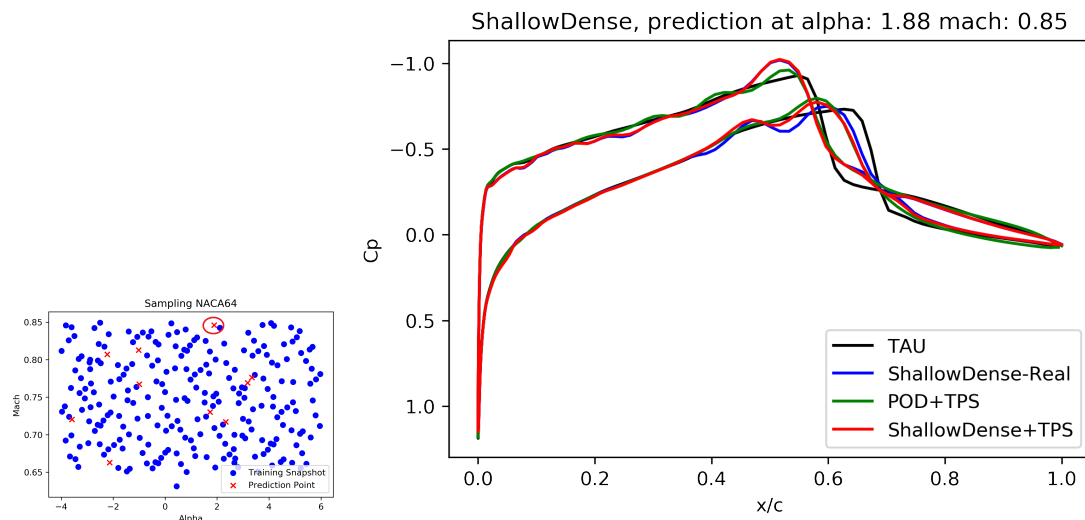 ShallowDense, prediction at alpha: 1.88 mach: 0.85
−1.0
−0.5
0.0
0.5
1.0
Cp
0.0 0.2 0.4 0.6 0.8 1.0
x/c
TAU
ShallowDense-Real
POD+TPS
ShallowDense+TPS
Sampling NACA64
0.85
0.80
0.75
0.70
0.65
Mach
−4 −2 0 2 4 6
Alpha
Training Snapshot
Prediction Point